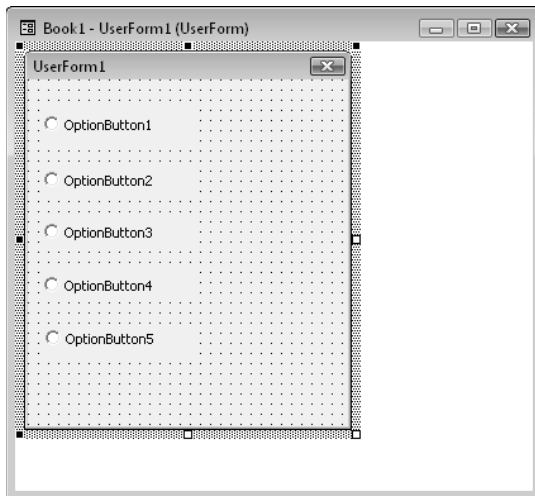 Book1 - UserForm1 (UserForm)
UserForm1
OptionButton1
OptionButton2
OptionButton3
OptionButton4
OptionButton5